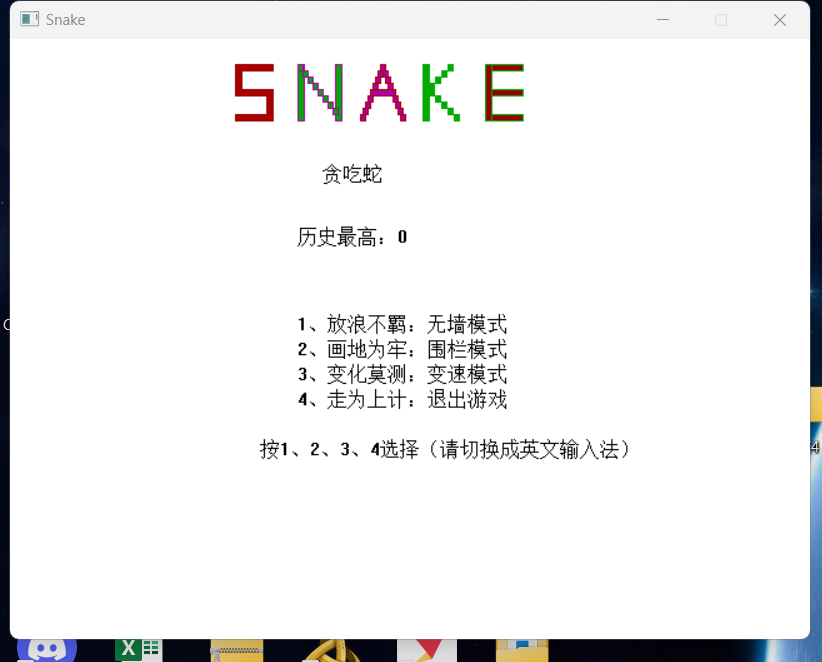 Snake
SNAKE
贪吃蛇
历史最高：0
1、放浪不羁：无墙模式
2、画地为牢：围栏模式
3、变化莫测：变速模式
4、走为上计：退出游戏
按1、2、3、4选择（请切换成英文输入法）